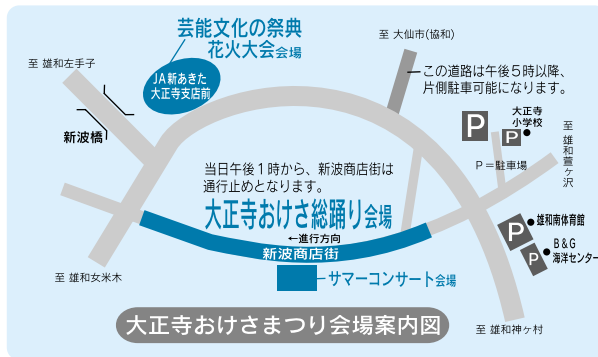 芸能文化の祭典
花火大会会場
至 大仙市(協和)
至 雄和左手子
JA新あきた
大正寺支店前
この道路は午後5時以降、
片側駐車可能になります。
新波橋
P
大正寺
小学校
P
P=駐車場
至 雄和萱ヶ沢
当日午後1時から、新波商店街は
通行止めとなります。
大正寺おけさ総踊り会場
←進行方向
新波商店街
サマーコンサート会場
P
雄和南体育館
P
B&G
海洋センター
至 雄和女米木
至 雄和神ヶ村
大正寺おけさまつり会場案内図